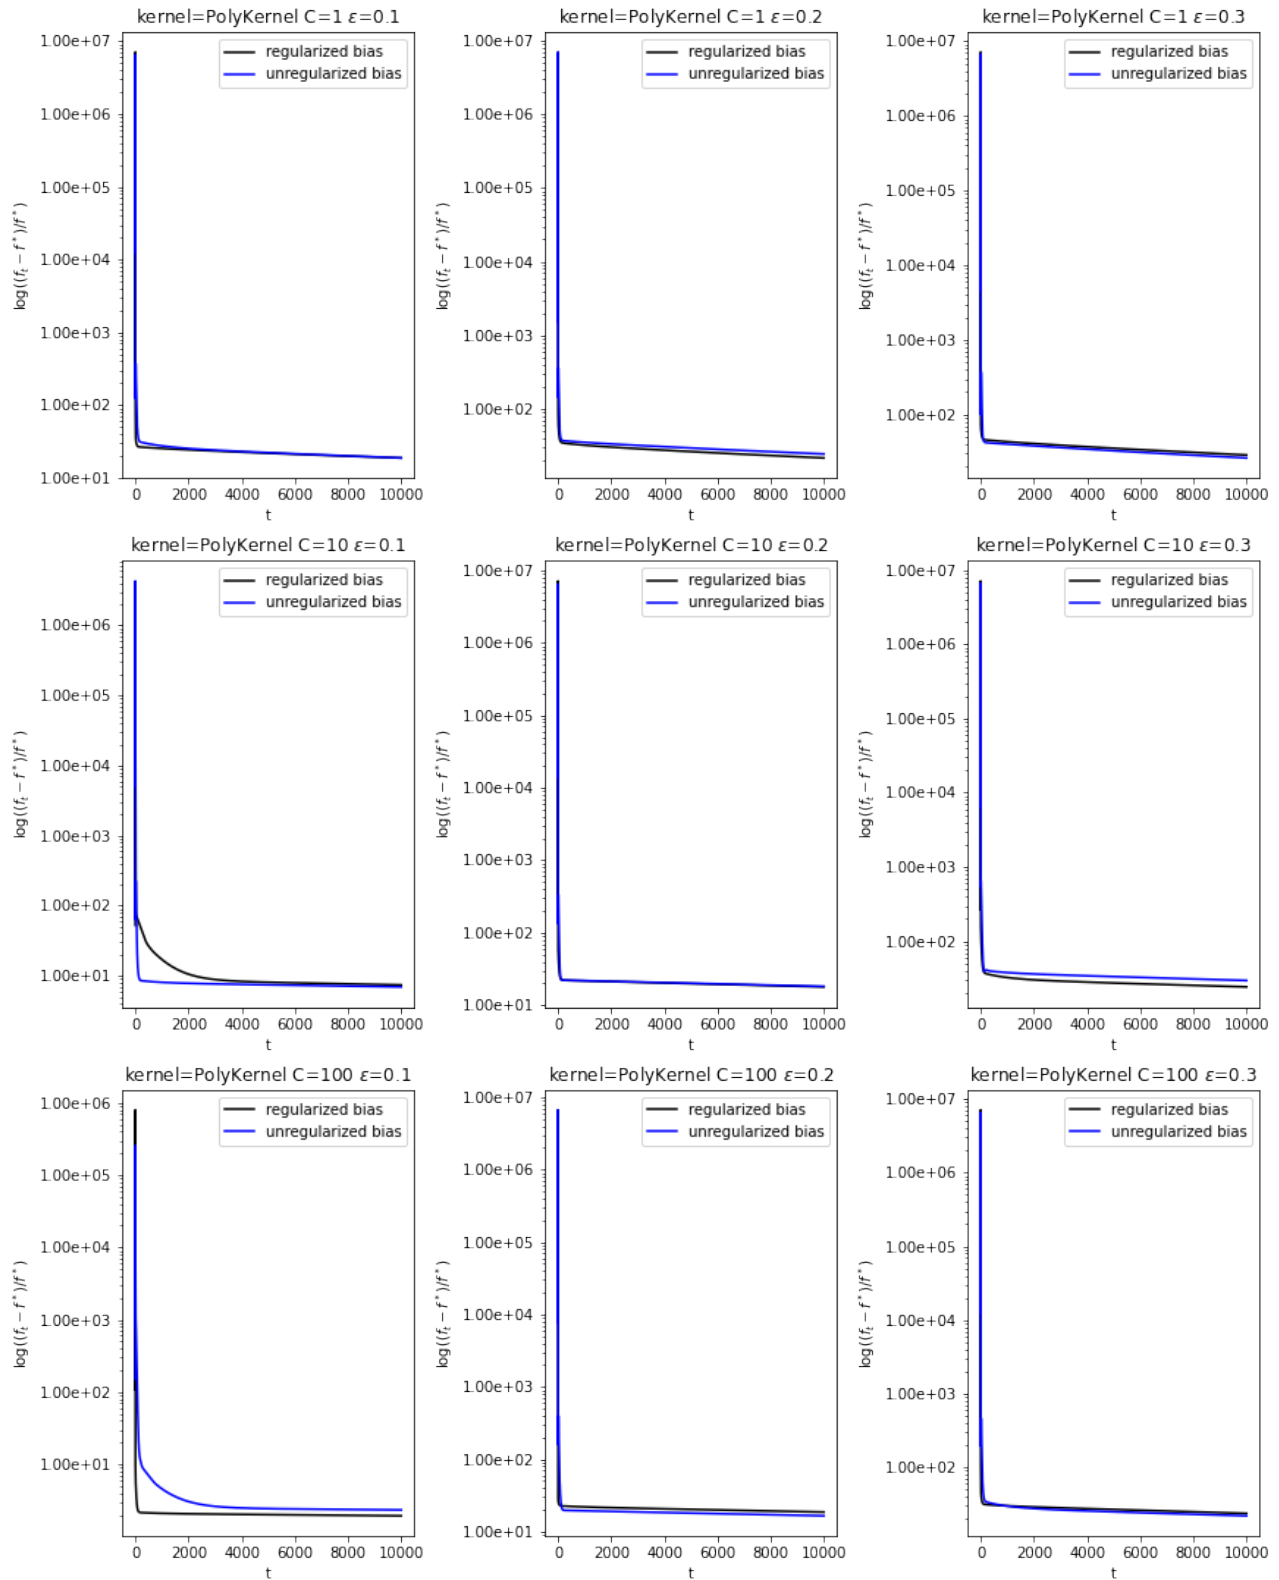 kernel=PolyKernel C=1 ε=0.1
1.00e+07
1.00e+06
1.00e+05
1.00e+04
1.00e+03
1.00e+02
1.00e+01
log((f_t − f^*)/f^*)
regularized bias
unregularized bias
0 2000 4000 6000 8000 10000
t
kernel=PolyKernel C=1 ε=0.2
1.00e+07
1.00e+06
1.00e+05
1.00e+04
1.00e+03
1.00e+02
log((f_t − f^*)/f^*)
regularized bias
unregularized bias
0 2000 4000 6000 8000 10000
t
kernel=PolyKernel C=1 ε=0.3
1.00e+07
1.00e+06
1.00e+05
1.00e+04
1.00e+03
1.00e+02
log((f_t − f^*)/f^*)
regularized bias
unregularized bias
0 2000 4000 6000 8000 10000
t
kernel=PolyKernel C=10 ε=0.1
1.00e+06
1.00e+05
1.00e+04
1.00e+03
1.00e+02
1.00e+01
log((f_t − f^*)/f^*)
regularized bias
unregularized bias
0 2000 4000 6000 8000 10000
t
kernel=PolyKernel C=10 ε=0.2
1.00e+07
1.00e+06
1.00e+05
1.00e+04
1.00e+03
1.00e+02
1.00e+01
log((f_t − f^*)/f^*)
regularized bias
unregularized bias
0 2000 4000 6000 8000 10000
t
kernel=PolyKernel C=10 ε=0.3
1.00e+07
1.00e+06
1.00e+05
1.00e+04
1.00e+03
1.00e+02
log((f_t − f^*)/f^*)
regularized bias
unregularized bias
0 2000 4000 6000 8000 10000
t
kernel=PolyKernel C=100 ε=0.1
1.00e+06
1.00e+05
1.00e+04
1.00e+03
1.00e+02
1.00e+01
log((f_t − f^*)/f^*)
regularized bias
unregularized bias
0 2000 4000 6000 8000 10000
t
kernel=PolyKernel C=100 ε=0.2
1.00e+07
1.00e+06
1.00e+05
1.00e+04
1.00e+03
1.00e+02
1.00e+01
log((f_t − f^*)/f^*)
regularized bias
unregularized bias
0 2000 4000 6000 8000 10000
t
kernel=PolyKernel C=100 ε=0.3
1.00e+07
1.00e+06
1.00e+05
1.00e+04
1.00e+03
1.00e+02
log((f_t − f^*)/f^*)
regularized bias
unregularized bias
0 2000 4000 6000 8000 10000
t